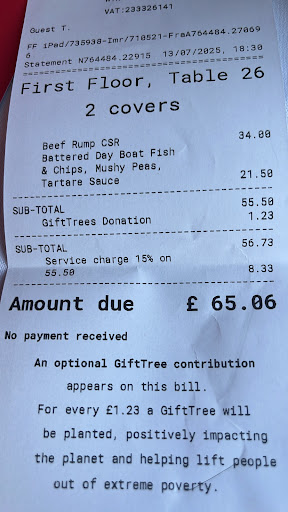 VAT:233326141
Guest T.
FF iPad/735938-Imr/710521-FraA764484.27069
6
Statement N764484.22915 13/07/2025, 18:30
First Floor, Table 26
2 covers
Beef Rump CSR 34.00
Battered Day Boat Fish
& Chips, Mushy Peas,
Tartare Sauce 21.50
SUB-TOTAL 55.50
GiftTrees Donation 1.23
SUB-TOTAL 56.73
Service charge 15% on
55.50 8.33
Amount due £ 65.06
No payment received
An optional GiftTree contribution
appears on this bill.
For every £1.23 a GiftTree will
be planted, positively impacting
the planet and helping lift people
out of extreme poverty.